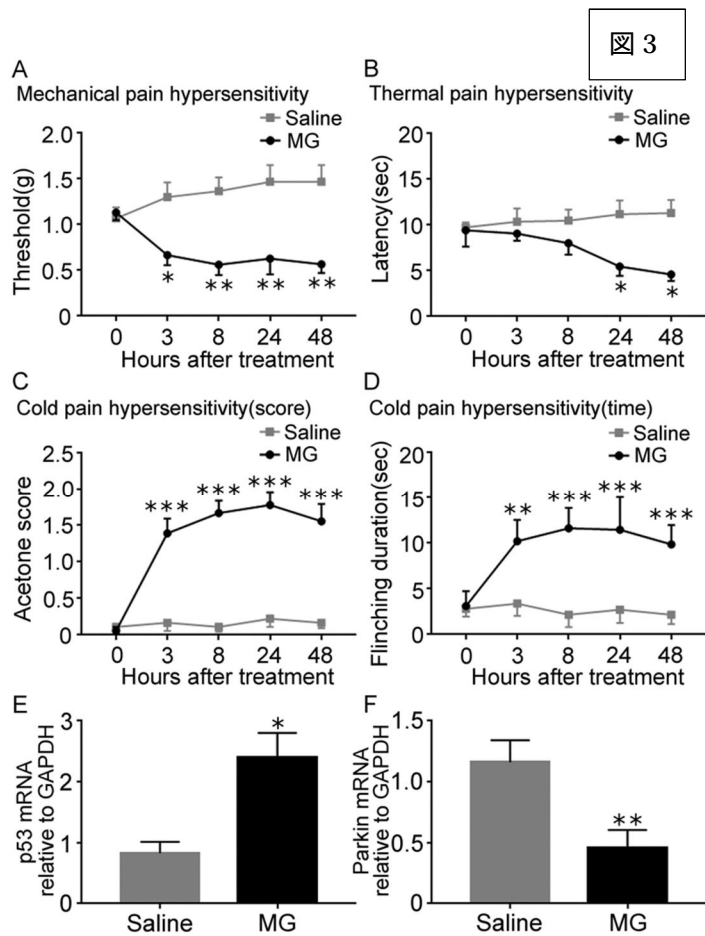 図 3
A
Mechanical pain hypersensitivity
Saline
MG
Threshold(g)
2.0
1.5
1.0
0.5
0
*
**
**
**
0 3 8 24 48
Hours after treatment
B
Thermal pain hypersensitivity
Saline
MG
Latency(sec)
20
15
10
5
0
*
*
0 3 8 24 48
Hours after treatment
C
Cold pain hypersensitivity(score)
Saline
MG
Acetone score
2.5
2.0
1.5
1.0
0.5
0
***
***
***
***
0 3 8 24 48
Hours after treatment
D
Cold pain hypersensitivity(time)
Saline
MG
Flinching duration(sec)
20
15
10
5
0
**
***
***
***
0 3 8 24 48
Hours after treatment
E
p53 mRNA
relative to GAPDH
3
2
1
0
*
Saline MG
F
Parkin mRNA
relative to GAPDH
1.5
1.0
0.5
0
**
Saline MG